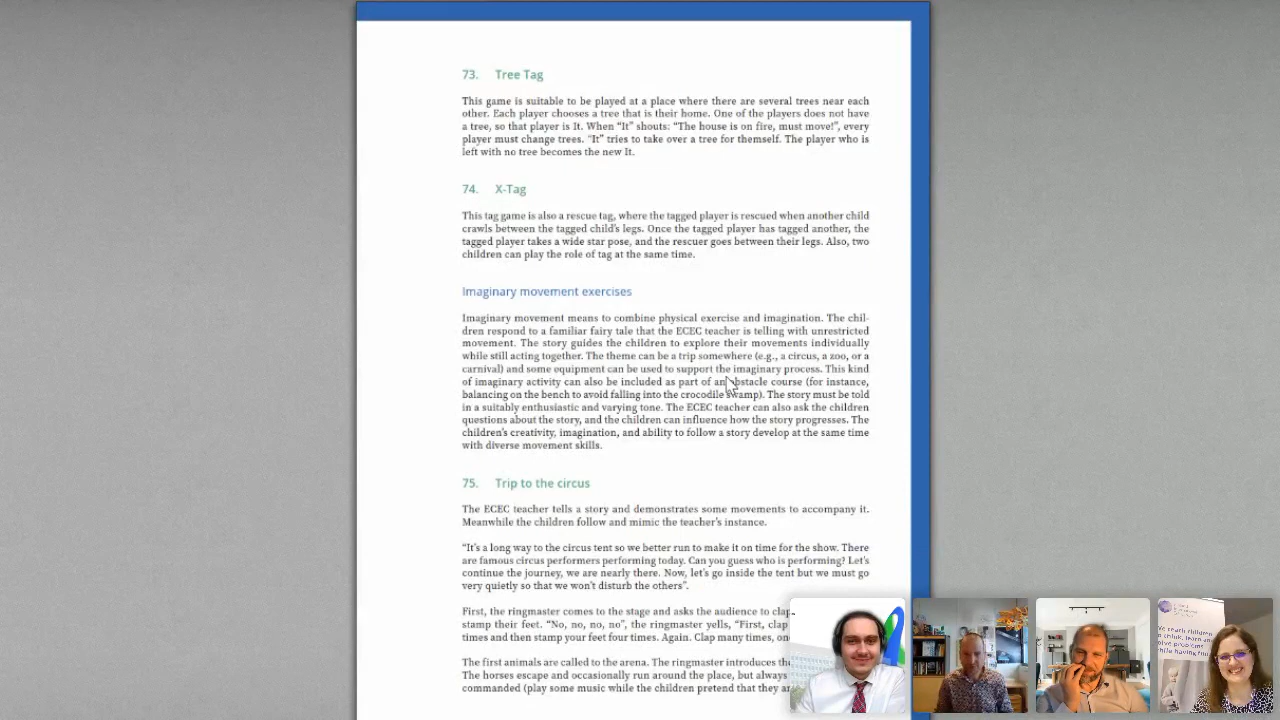 73. Tree Tag
This game is suitable to be played at a place where there are several trees near each
other. Each player chooses a tree that is their home. One of the players does not have
a tree, so that player is It. When “It” shouts: “The house is on fire, must move!”, every
player must change trees. “It” tries to take over a tree for themself. The player who is
left with no tree becomes the new It.
74. X-Tag
This tag game is also a rescue tag, where the tagged player is rescued when another child
crawls between the tagged child’s legs. Once the tagged player has tagged another, the
tagged player takes a wide star pose, and the rescuer goes between their legs. Also, two
children can play the role of tag at the same time.
Imaginary movement exercises
Imaginary movement means to combine physical exercise and imagination. The chil-
dren respond to a familiar fairy tale that the ECEC teacher is telling with unrestricted
movement. The story guides the children to explore their movements individually
while still acting together. The theme can be a trip somewhere (e.g., a circus, a zoo, or a
carnival) and some equipment can be used to support the imaginary process. This kind
of imaginary activity can also be included as part of an obstacle course (for instance,
balancing on the bench to avoid falling into the crocodile swamp). The story must be told
in a suitably enthusiastic and varying tone. The ECEC teacher can also ask the children
questions about the story, and the children can influence how the story progresses. The
children’s creativity, imagination, and ability to follow a story develop at the same time
with diverse movement skills.
75. Trip to the circus
The ECEC teacher tells a story and demonstrates some movements to accompany it.
Meanwhile the children follow and mimic the teacher’s instance.
“It’s a long way to the circus tent so we better run to make it on time for the show. There
are famous circus performers performing today. Can you guess who is performing? Let’s
continue the journey, we are nearly there. Now, let’s go inside the tent but we must go
very quietly so that we won’t disturb the others”.
First, the ringmaster comes to the stage and asks the audience to clap
stamp their feet. “No, no, no, no”, the ringmaster yells, “First, clap
times and then stamp your feet four times. Again. Clap many times,
The first animals are called to the arena. The ringmaster introduces
The horses escape and occasionally run around the place, but always
commanded (play some music while the children pretend that they